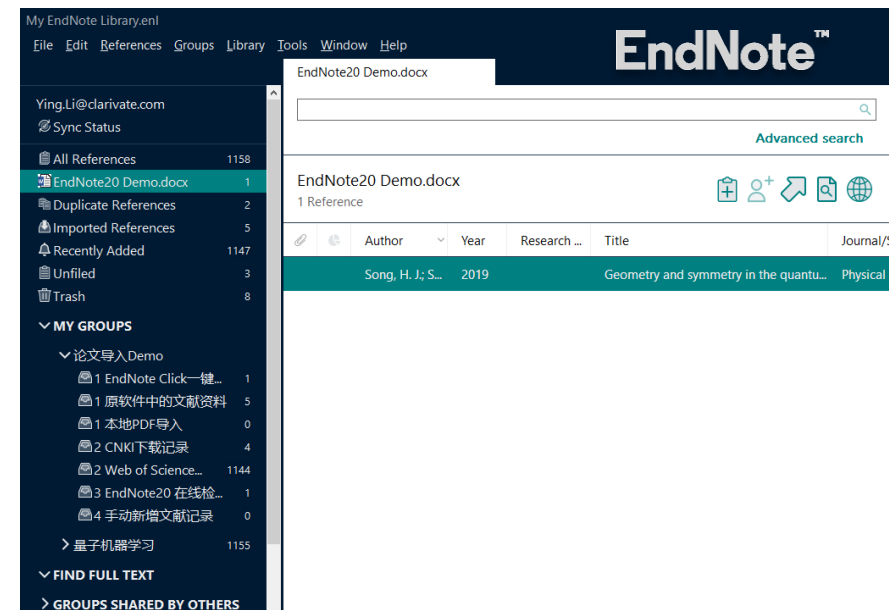 My EndNote Library.enl
File Edit References Groups Library Tools Window Help
EndNote™
EndNote20 Demo.docx
Ying.Li@clarivate.com
Sync Status
Advanced search
All References 1158
EndNote20 Demo.docx 1
Duplicate References 2
Imported References 5
Recently Added 1147
Unfiled 3
Trash 8
EndNote20 Demo.docx
1 Reference
Author Year Research ... Title Journal/S
Song, H. J.; S... 2019 Geometry and symmetry in the quantu... Physical
MY GROUPS
论文导入Demo
1 EndNote Click一键... 1
1 原软件中的文献资料 5
1 本地PDF导入 0
2 CNKI下载记录 4
2 Web of Science... 1144
3 EndNote20 在线检... 1
4 手动新增文献记录 0
量子机器学习 1155
FIND FULL TEXT
GROUPS SHARED BY OTHERS